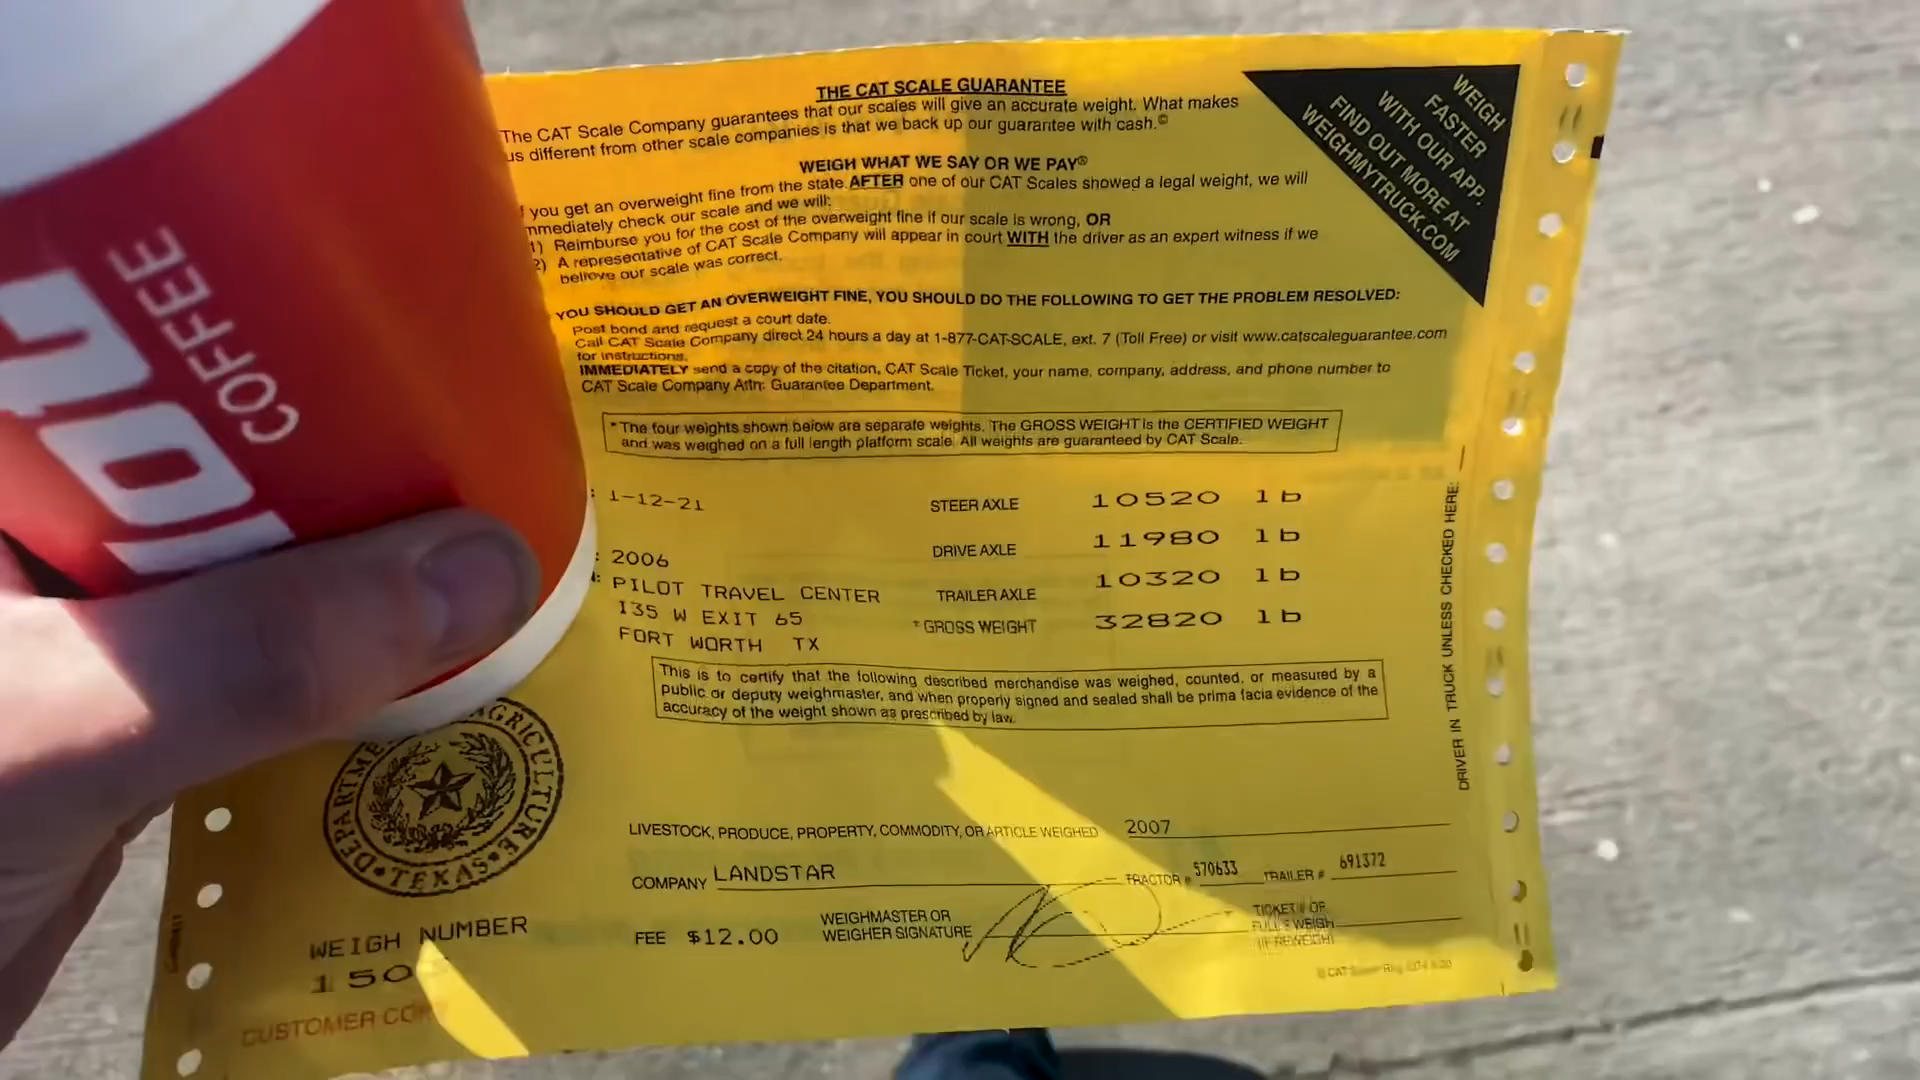 COFFEE
THE CAT SCALE GUARANTEE
The CAT Scale Company guarantees that our scales will give an accurate weight. What makes
us different from other scale companies is that we back up our guarantee with cash.©
WEIGH WHAT WE SAY OR WE PAY®
f you get an overweight fine from the state AFTER one of our CAT Scales showed a legal weight, we will
mmediately check our scale and we will:
1) Reimburse you for the cost of the overweight fine if our scale is wrong, OR
2) A representative of CAT Scale Company will appear in court WITH the driver as an expert witness if we
believe our scale was correct.
YOU SHOULD GET AN OVERWEIGHT FINE, YOU SHOULD DO THE FOLLOWING TO GET THE PROBLEM RESOLVED:
Post bond and request a court date.
Call CAT Scale Company direct 24 hours a day at 1-877-CAT-SCALE, ext. 7 (Toll Free) or visit www.catscaleguarantee.com
for instructions.
IMMEDIATELY send a copy of the citation, CAT Scale Ticket, your name, company, address, and phone number to
CAT Scale Company Attn: Guarantee Department.
WEIGH
FASTER
WITH OUR APP.
FIND OUT MORE AT
WEIGHMYTRUCK.COM
*The four weights shown below are separate weights. The GROSS WEIGHT is the CERTIFIED WEIGHT
and was weighed on a full length platform scale. All weights are guaranteed by CAT Scale.
: 1-12-21
STEER AXLE 10520 lb
DRIVE AXLE 11980 lb
TRAILER AXLE 10320 lb
* GROSS WEIGHT 32820 lb
: 2006
PILOT TRAVEL CENTER
I35 W EXIT 65
FORT WORTH TX
DRIVER IN TRUCK UNLESS CHECKED HERE:
This is to certify that the following described merchandise was weighed, counted, or measured by a
public or deputy weighmaster, and when properly signed and sealed shall be prima facia evidence of the
accuracy of the weight shown as prescribed by law.
DEPARTME AGRICULTURE
TEXAS
LIVESTOCK, PRODUCE, PROPERTY, COMMODITY, OR ARTICLE WEIGHED 2007
COMPANY LANDSTAR TRACTOR # 570633 TRAILER # 691372
FEE $12.00
WEIGHMASTER OR
WEIGHER SIGNATURE
TICKET # OF
FULL WEIGH
(IF REWEIGH)
WEIGH NUMBER
150
CUSTOMER COPY